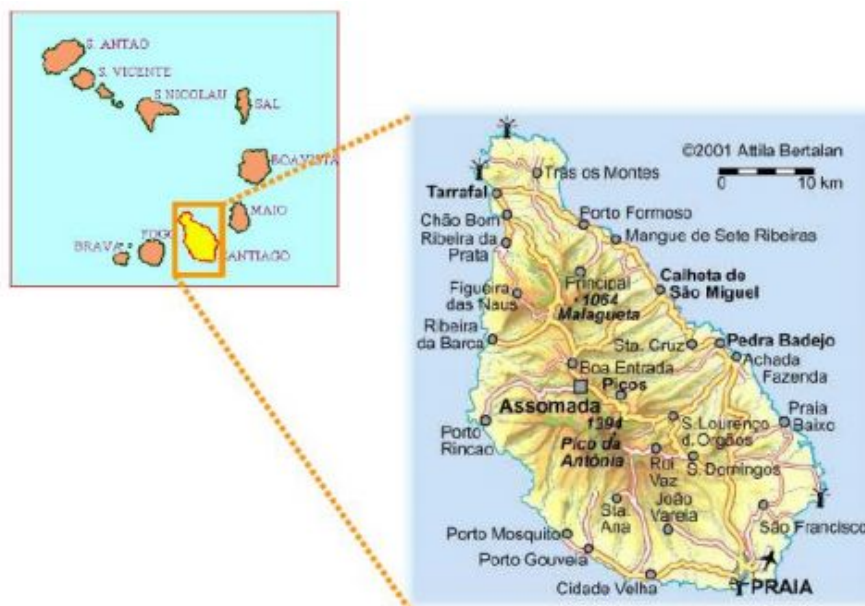 S. ANTAO
S. VICENTE
S NICOLAU
SAL
BOAVISTA
MAIO
FOGO
BRAVA
SANTIAGO
©2001 Attila Bertalan
0 10 km
Trás os Montes
Tarrafal
Chão Bom
Porto Formoso
Ribeira da
Prata
Mangue de Sete Ribeiras
Principal
Calheta de
São Miguel
Figueira
das Naus
1064
Malagueta
Ribeira
da Barca
Sta. Cruz
Pedra Badejo
Achada
Fazenda
Boa Entrada
Picos
Assomada
Praia
Baixo
1394
Pico da
Antónia
S. Lourenço
d. Orgãos
Porto
Rincao
Rui
Vaz
S. Domingos
Sta.
Ana
João
Varela
São Francisco
Porto Mosquito
Porto Gouveia
Cidade Velha
PRAIA